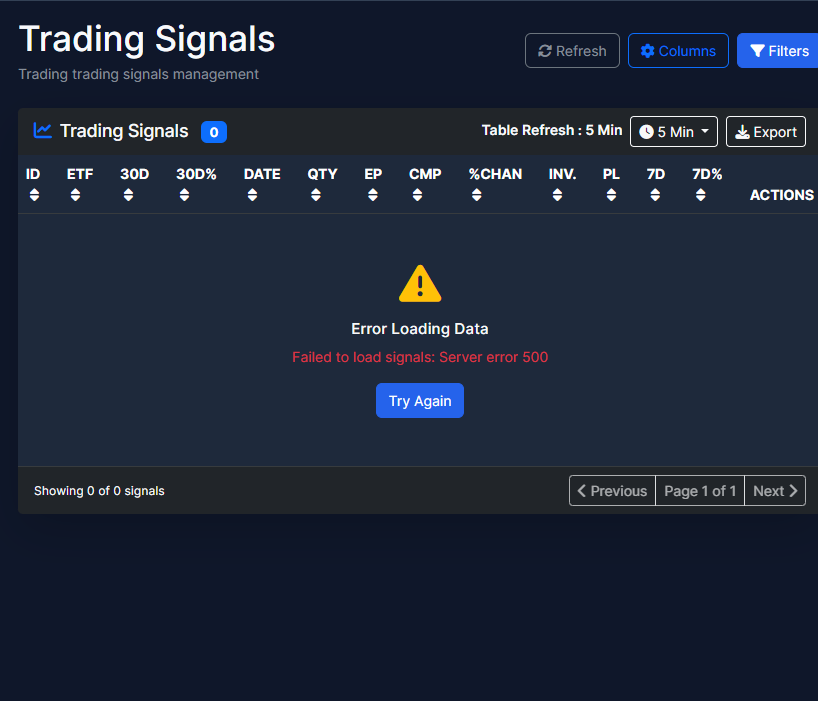 Trading Signals
Trading trading signals management
Refresh
Columns
Filters
Trading Signals 0
Table Refresh : 5 Min
5 Min
Export
ID ETF 30D 30D% DATE QTY EP CMP %CHAN INV. PL 7D 7D% ACTIONS
Error Loading Data
Failed to load signals: Server error 500
Try Again
Showing 0 of 0 signals
Previous
Page 1 of 1
Next